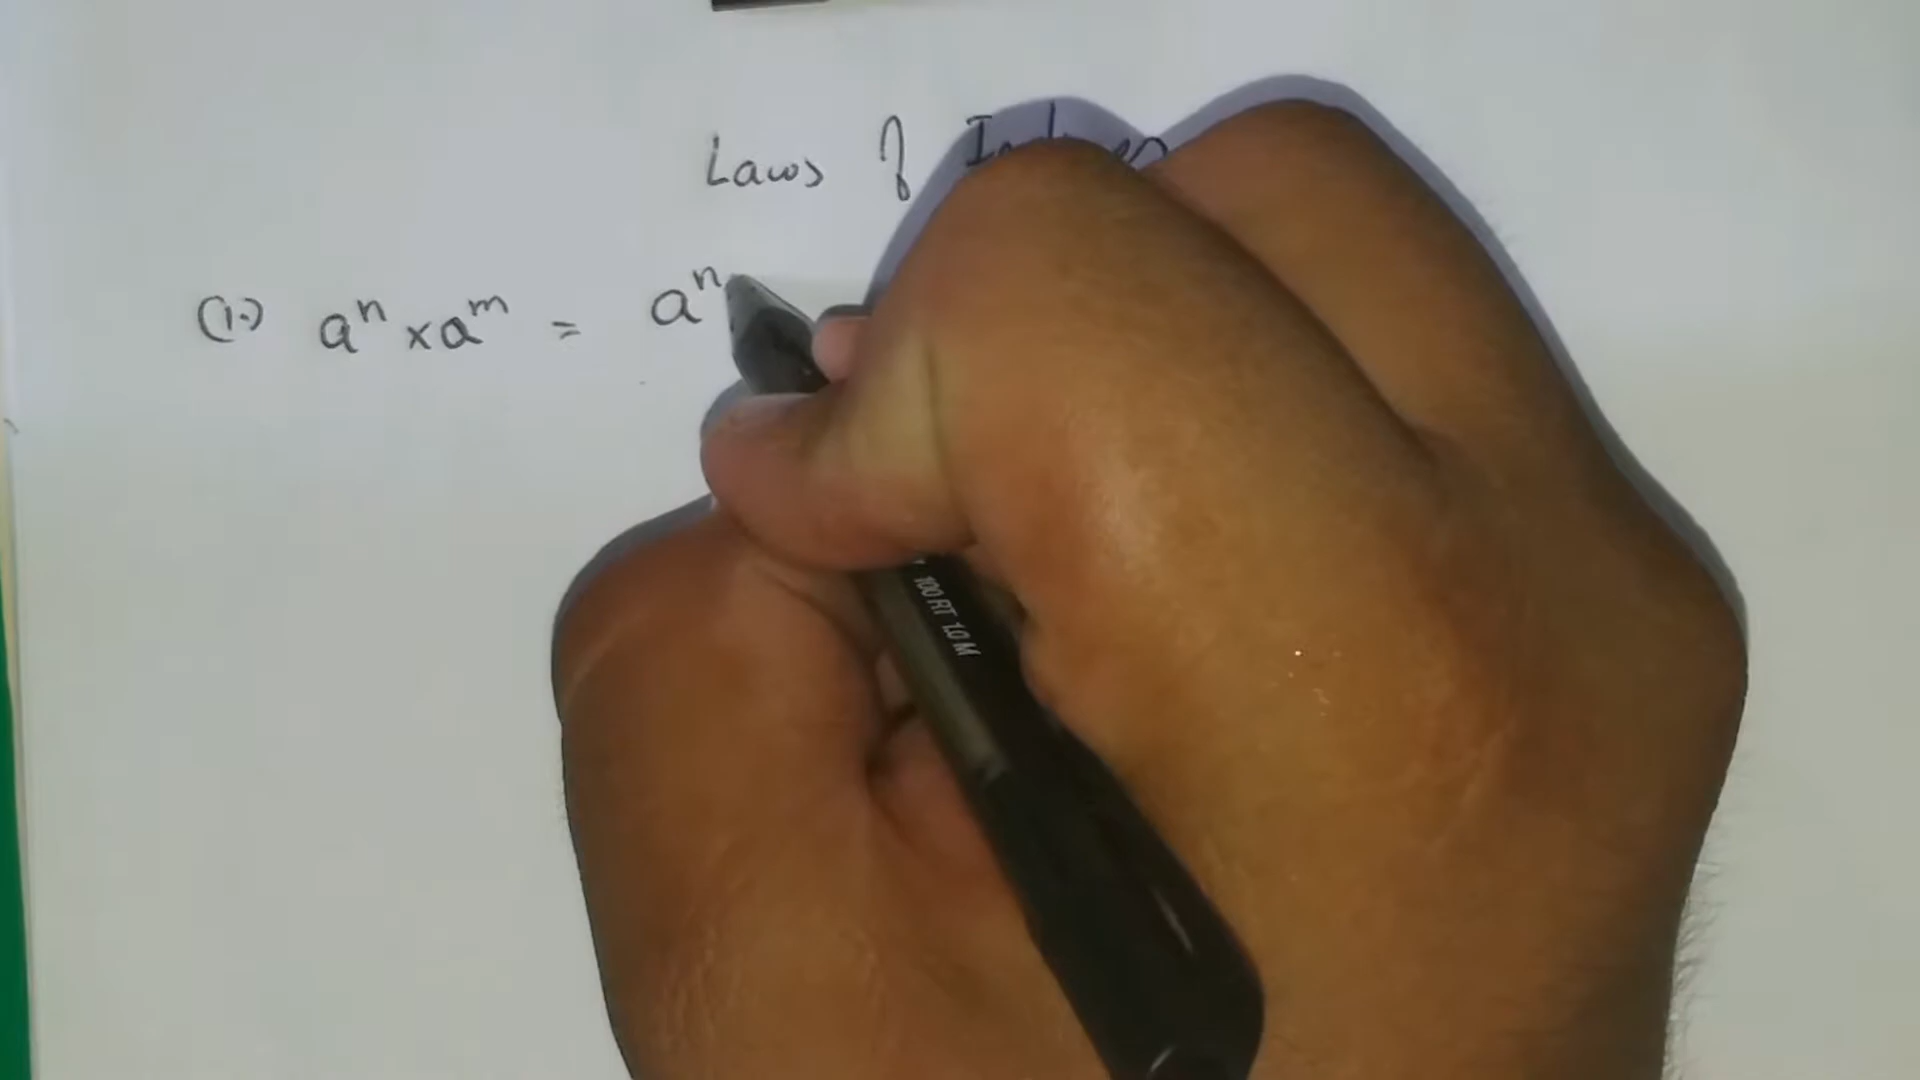 Laws of
(1.) aⁿ × aᵐ = aⁿ
100 RT 1.0 M